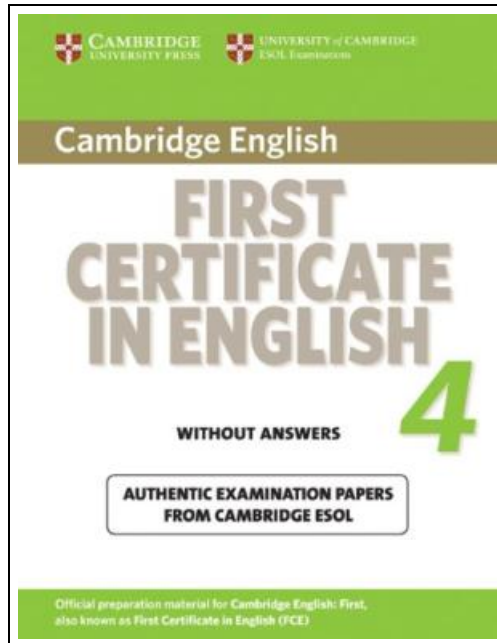 CAMBRIDGE
UNIVERSITY PRESS
UNIVERSITY of CAMBRIDGE
ESOL Examinations
Cambridge English
FIRST
CERTIFICATE
IN ENGLISH
4
WITHOUT ANSWERS
AUTHENTIC EXAMINATION PAPERS
FROM CAMBRIDGE ESOL
Official preparation material for Cambridge English: First,
also known as First Certificate in English (FCE)